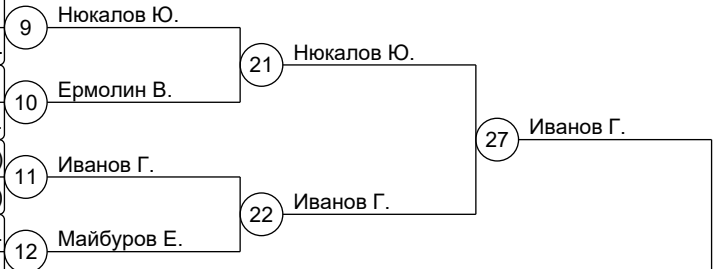 9 Нюкалов Ю.
21 Нюкалов Ю.
10 Ермолин В.
27 Иванов Г.
11 Иванов Г.
22 Иванов Г.
12 Майбуров Е.